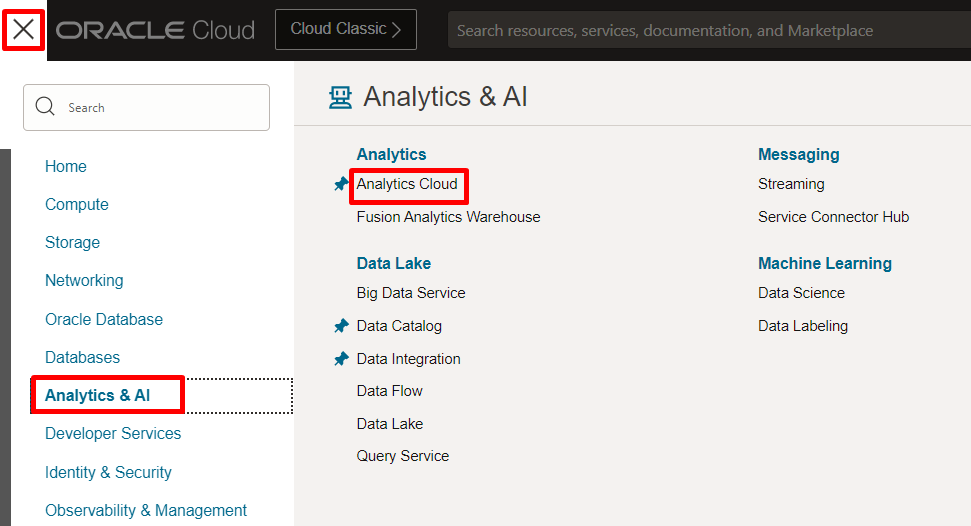 ORACLE Cloud
Cloud Classic
Search resources, services, documentation, and Marketplace
Search
Home
Compute
Storage
Networking
Oracle Database
Databases
Analytics & AI
Developer Services
Identity & Security
Observability & Management
Analytics & AI
Analytics
Analytics Cloud
Fusion Analytics Warehouse
Data Lake
Big Data Service
Data Catalog
Data Integration
Data Flow
Data Lake
Query Service
Messaging
Streaming
Service Connector Hub
Machine Learning
Data Science
Data Labeling